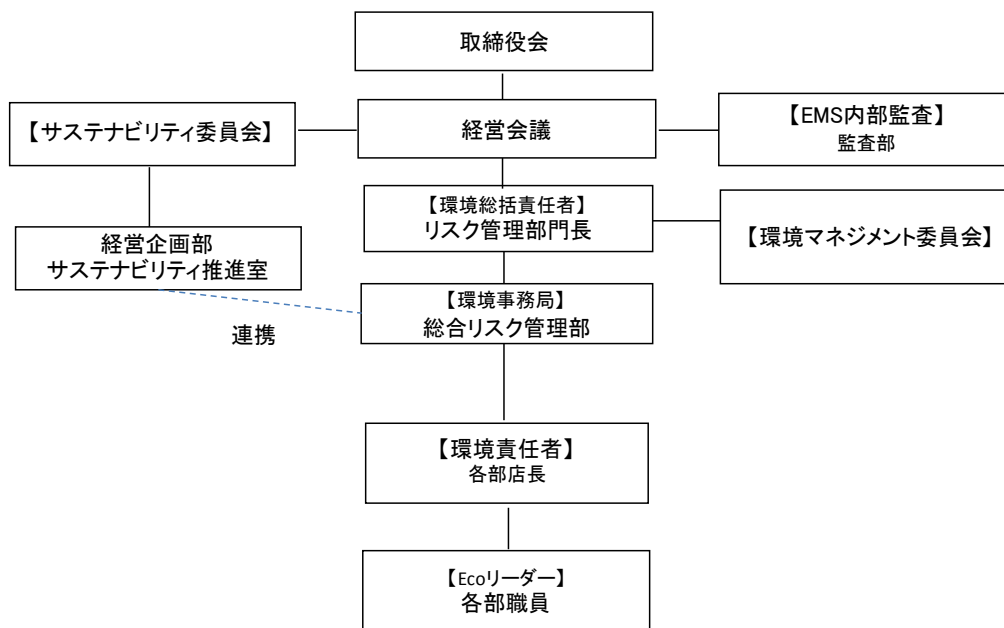 取締役会
【サステナビリティ委員会】
経営会議
【EMS内部監査】
監査部
【環境総括責任者】
リスク管理部門長
【環境マネジメント委員会】
経営企画部
サステナビリティ推進室
【環境事務局】
総合リスク管理部
連携
【環境責任者】
各部店長
【Ecoリーダー】
各部職員